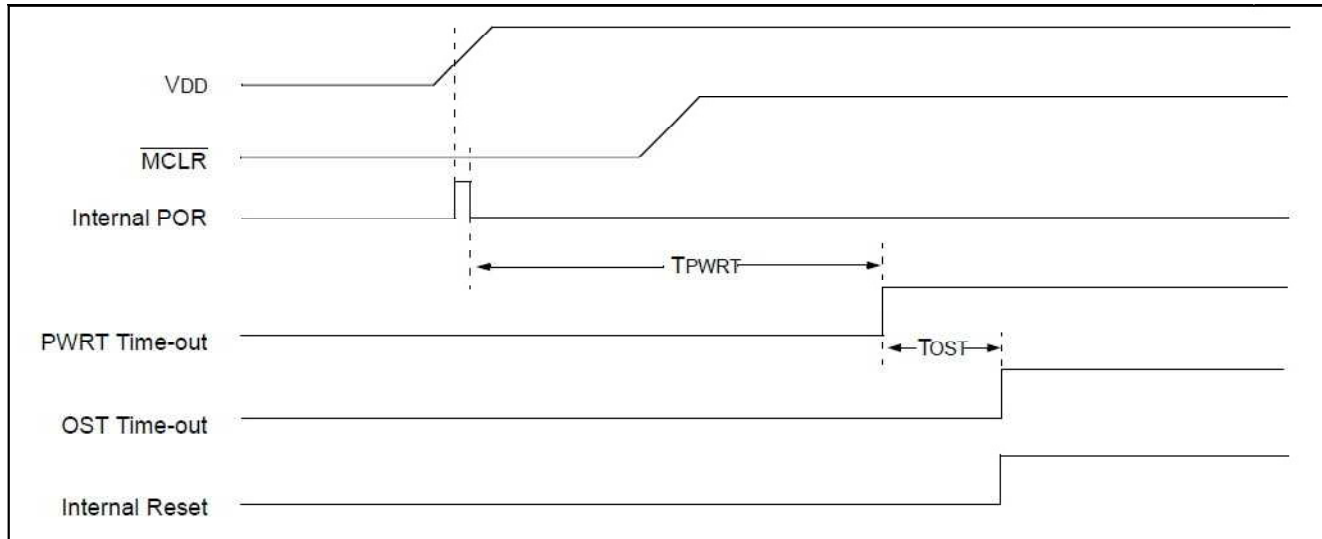 VDD
MCLR
Internal POR
TPWRT
PWRT Time-out
TOST
OST Time-out
Internal Reset